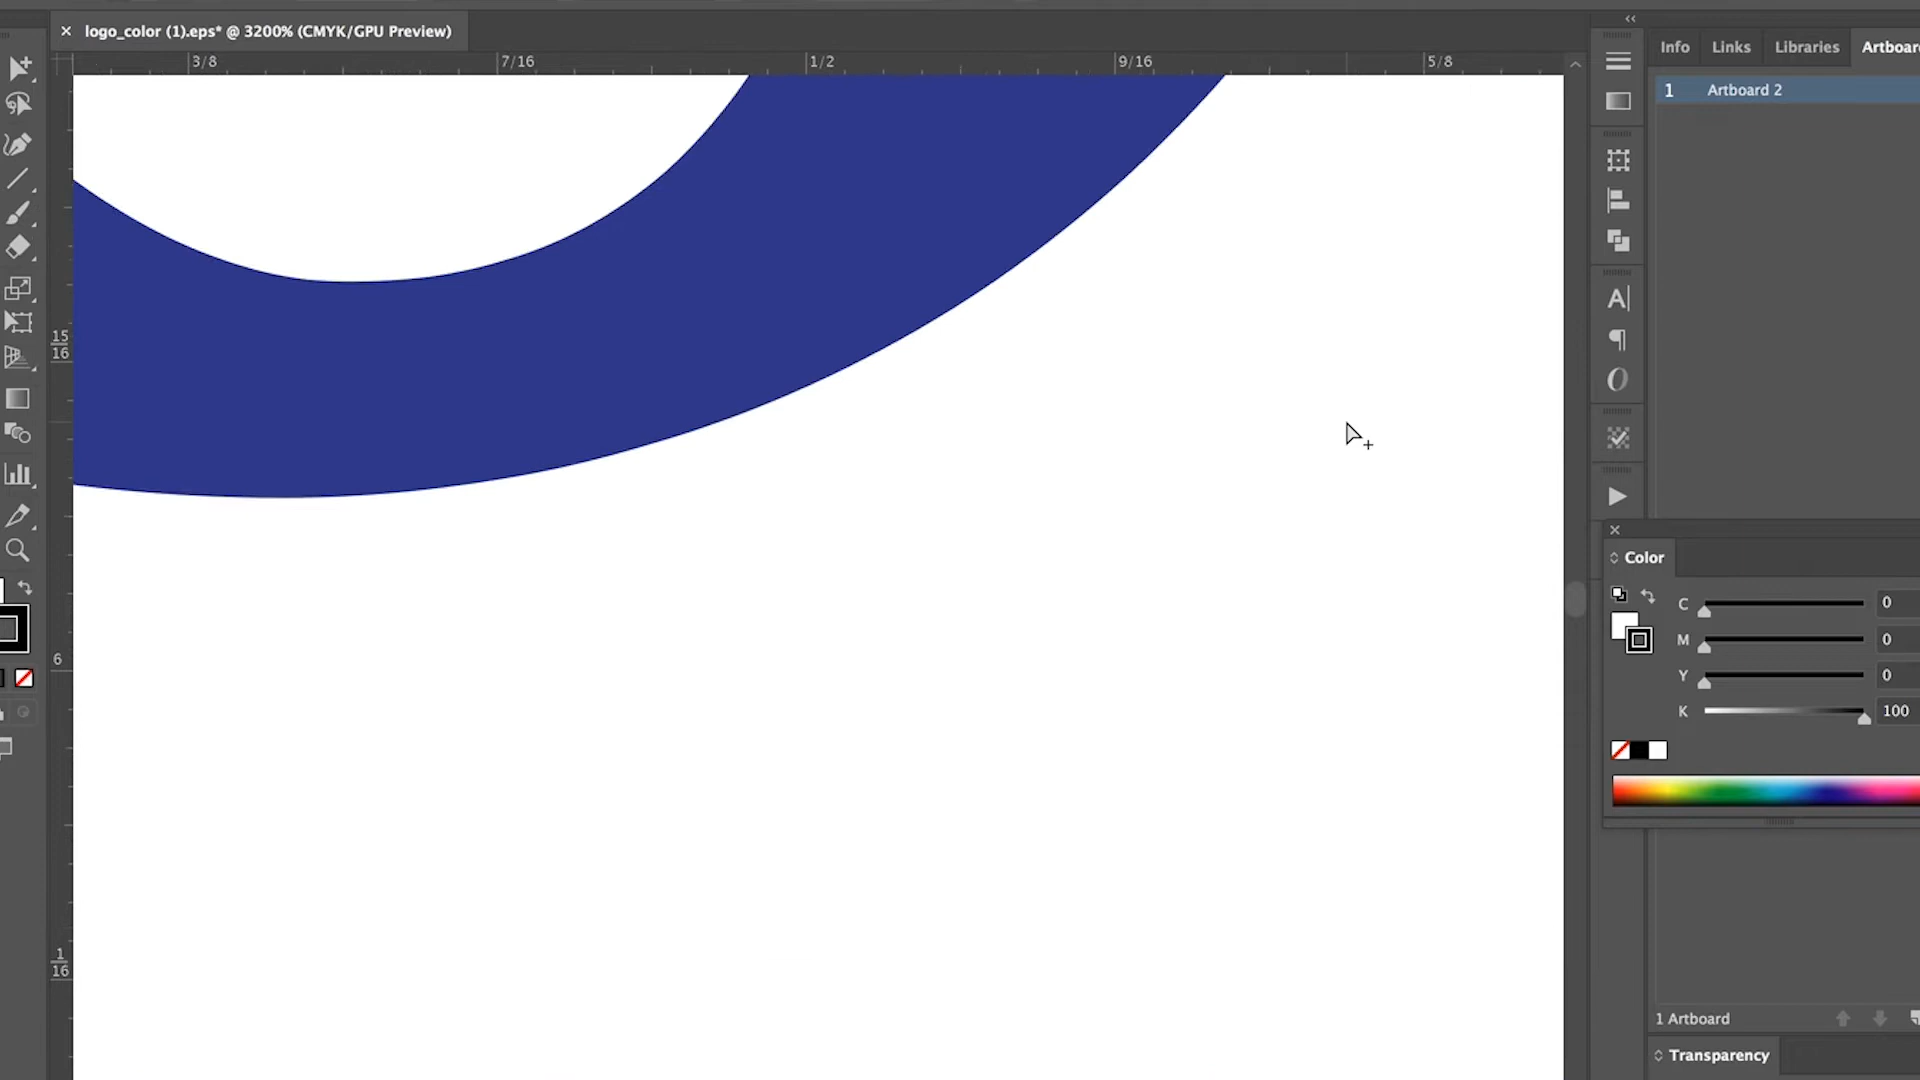 logo_color (1).eps* @ 3200% (CMYK/GPU Preview)
Info
Links
Libraries
Artboar
3/8
7/16
1/2
9/16
5/8
1
Artboard 2
15
16
6
1
16
Color
C
0
M
0
Y
0
K
100
1 Artboard
Transparency